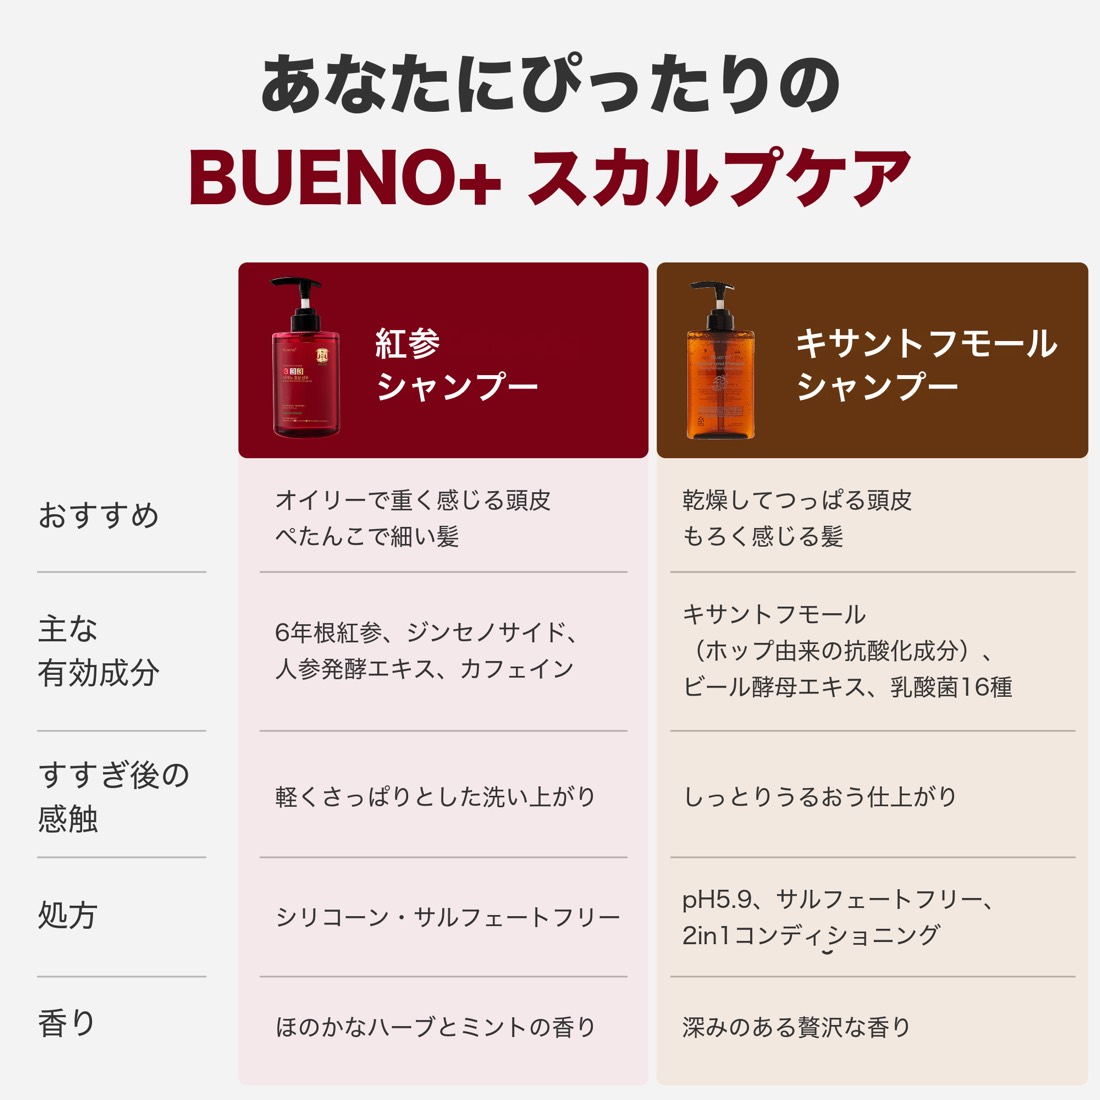 あなたにぴったりの
BUENO+ スカルプケア
紅参
シャンプー
キサントフモール
シャンプー
おすすめ
オイリーで重く感じる頭皮
ぺたんこで細い髪
乾燥してつっぱる頭皮
もろく感じる髪
主な
有効成分
6年根紅参、ジンセノサイド、
人参発酵エキス、カフェイン
キサントフモール
（ホップ由来の抗酸化成分）、
ビール酵母エキス、乳酸菌16種
すすぎ後の
感触
軽くさっぱりとした洗い上がり
しっとりうるおう仕上がり
処方
シリコーン・サルフェートフリー
pH5.9、サルフェートフリー、
2in1コンディショニング
香り
ほのかなハーブとミントの香り
深みのある贅沢な香り